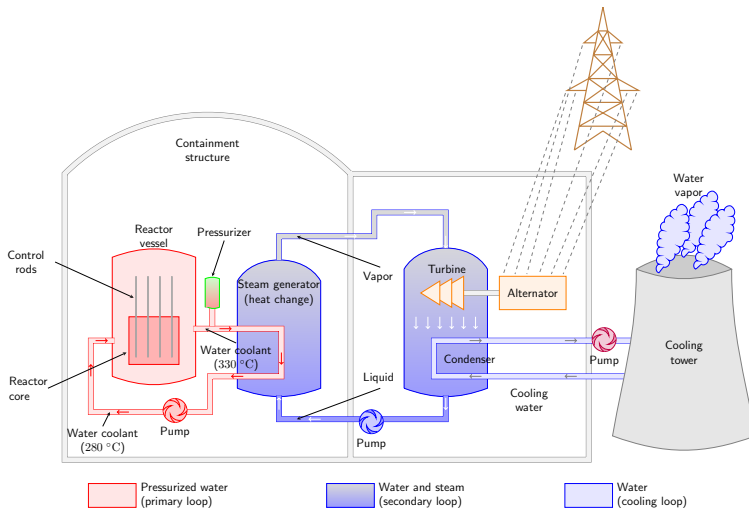 Containment
structure
Water
vapor
Reactor
vessel
Pressurizer
Control
rods
Steam generator
(heat change)
Vapor
Turbine
Alternator
Water coolant
(330 °C)
Condenser
Pump
Cooling
tower
Reactor
core
Liquid
Cooling
water
Water coolant
(280 °C)
Pump
Pump
Pressurized water
(primary loop)
Water and steam
(secondary loop)
Water
(cooling loop)